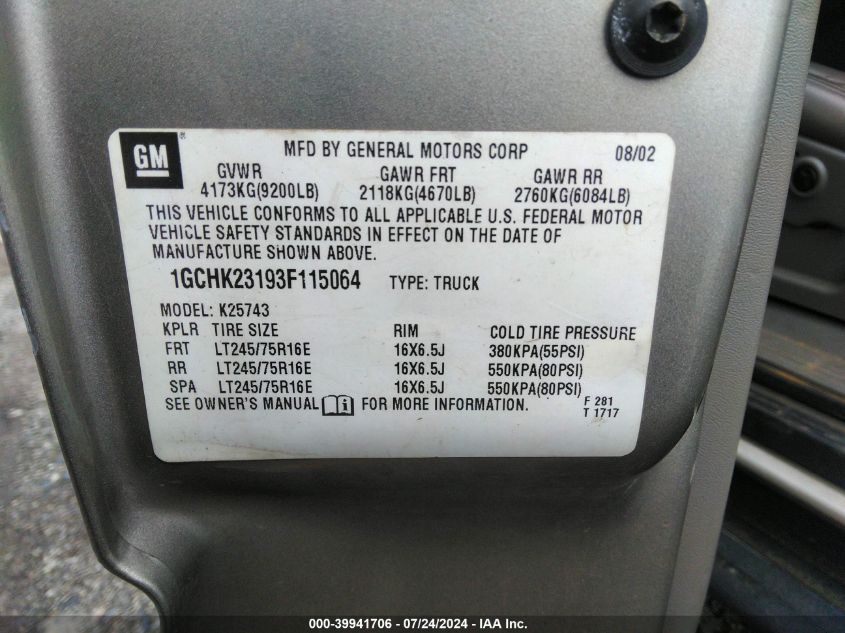 GM ® MFD BY GENERAL MOTORS CORP 08/02
GVWR GAWR FRT GAWR RR
4173KG(9200LB) 2118KG(4670LB) 2760KG(6084LB)
THIS VEHICLE CONFORMS TO ALL APPLICABLE U.S. FEDERAL MOTOR
VEHICLE SAFETY STANDARDS IN EFFECT ON THE DATE OF
MANUFACTURE SHOWN ABOVE.
1GCHK23193F115064 TYPE: TRUCK
MODEL: K25743
KPLR TIRE SIZE RIM COLD TIRE PRESSURE
FRT LT245/75R16E 16X6.5J 380KPA(55PSI)
RR LT245/75R16E 16X6.5J 550KPA(80PSI)
SPA LT245/75R16E 16X6.5J 550KPA(80PSI)
SEE OWNER'S MANUAL i FOR MORE INFORMATION. F 281
T 1717
000-39941706 - 07/24/2024 - IAA Inc.